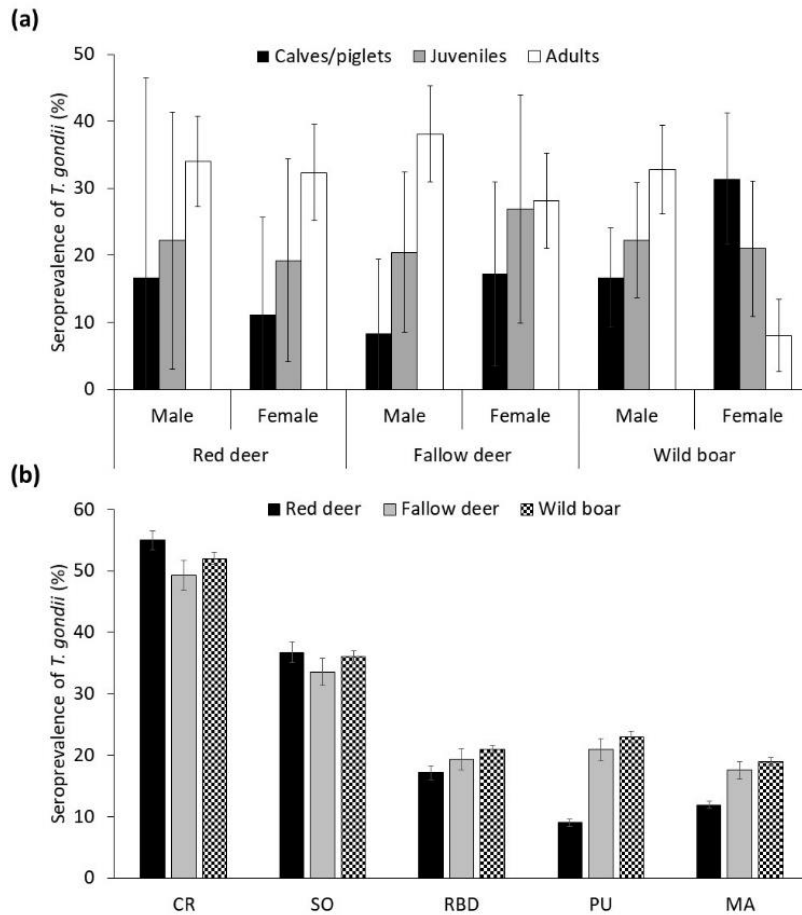 (a)
Calves/piglets Juveniles Adults
Seroprevalence of T. gondii (%)
50
40
30
20
10
0
Male Female Male Female Male Female
Red deer Fallow deer Wild boar
(b)
Red deer Fallow deer Wild boar
Seroprevalence of T. gondii (%)
60
50
40
30
20
10
0
CR SO RBD PU MA